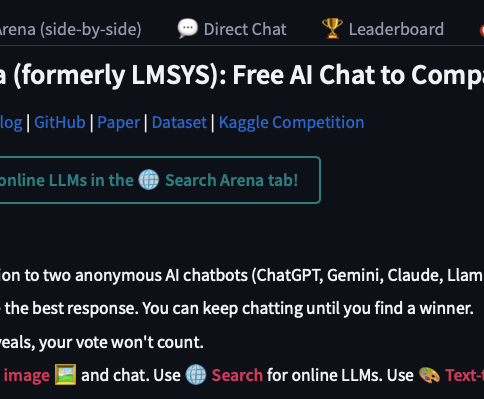 Arena (side-by-side) 💬 Direct Chat 🏆 Leaderboard
a (formerly LMSYS): Free AI Chat to Compa
log | GitHub | Paper | Dataset | Kaggle Competition
online LLMs in the 🌐 Search Arena tab!
ion to two anonymous AI chatbots (ChatGPT, Gemini, Claude, Llam
the best response. You can keep chatting until you find a winner.
veals, your vote won't count.
image 🖼️ and chat. Use 🌐 Search for online LLMs. Use 🎨 Text-t